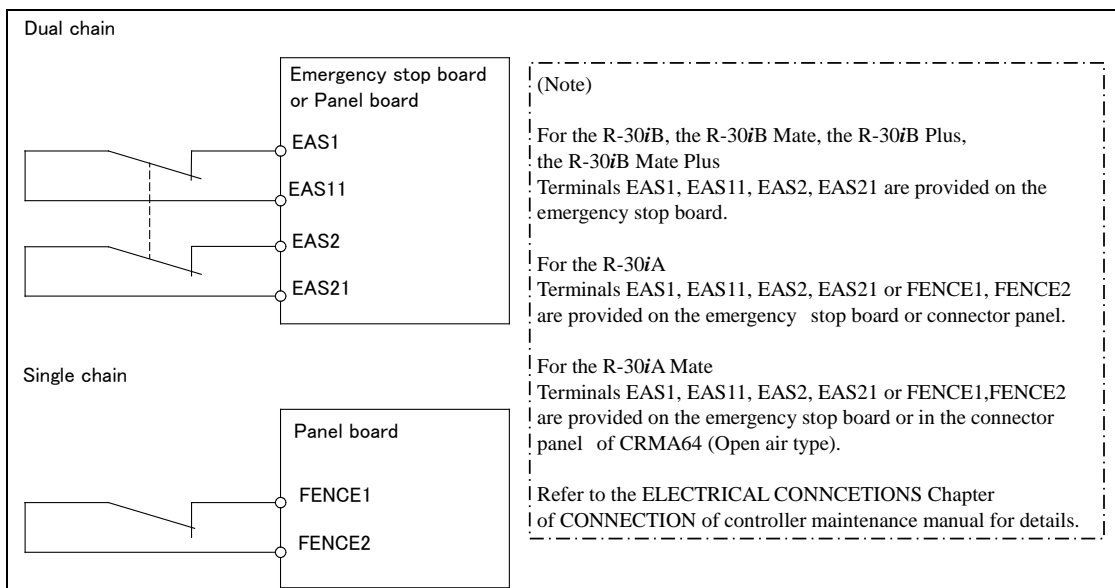 Dual chain
Emergency stop board
or Panel board
EAS1
EAS11
EAS2
EAS21
Single chain
Panel board
FENCE1
FENCE2
(Note)
For the R-30iB, the R-30iB Mate, the R-30iB Plus,
the R-30iB Mate Plus
Terminals EAS1, EAS11, EAS2, EAS21 are provided on the
emergency stop board.
For the R-30iA
Terminals EAS1, EAS11, EAS2, EAS21 or FENCE1, FENCE2
are provided on the emergency stop board or connector panel.
For the R-30iA Mate
Terminals EAS1, EAS11, EAS2, EAS21 or FENCE1,FENCE2
are provided on the emergency stop board or in the connector
panel of CRMA64 (Open air type).
Refer to the ELECTRICAL CONNCETIONS Chapter
of CONNECTION of controller maintenance manual for details.